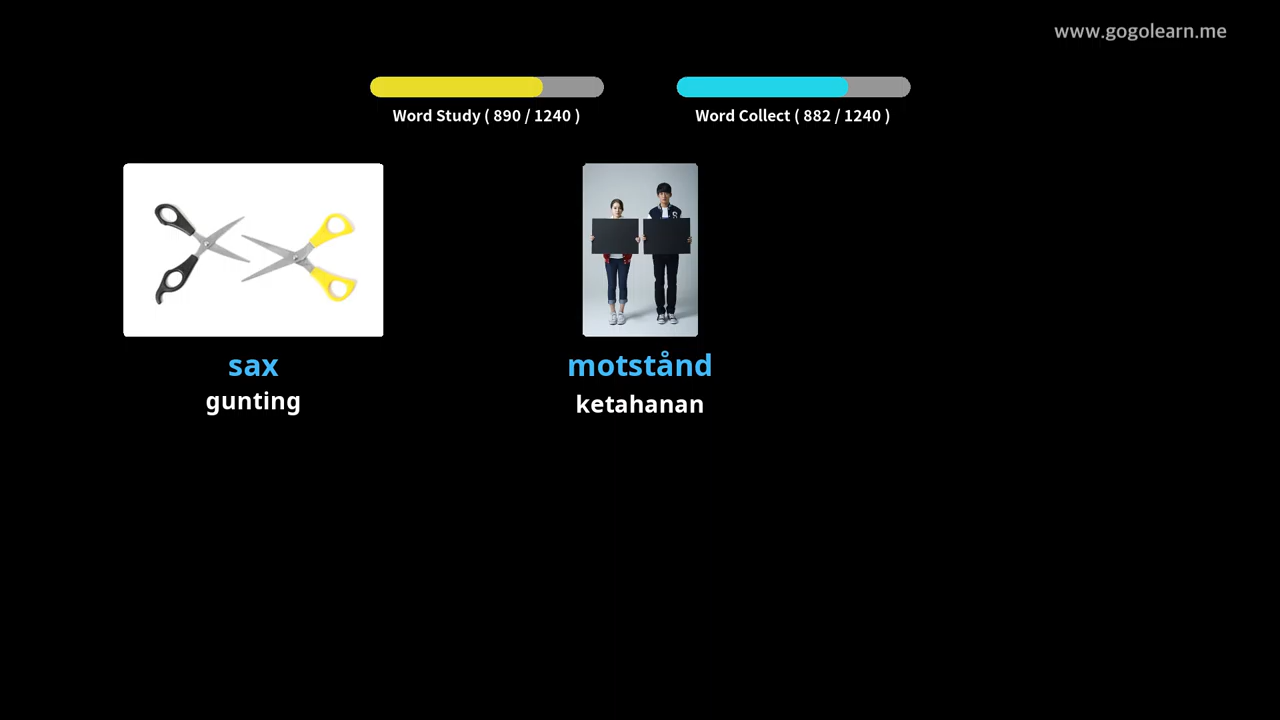 www.gogolearn.me
Word Study ( 890 / 1240 )
Word Collect ( 882 / 1240 )
sax
gunting
motstånd
ketahanan